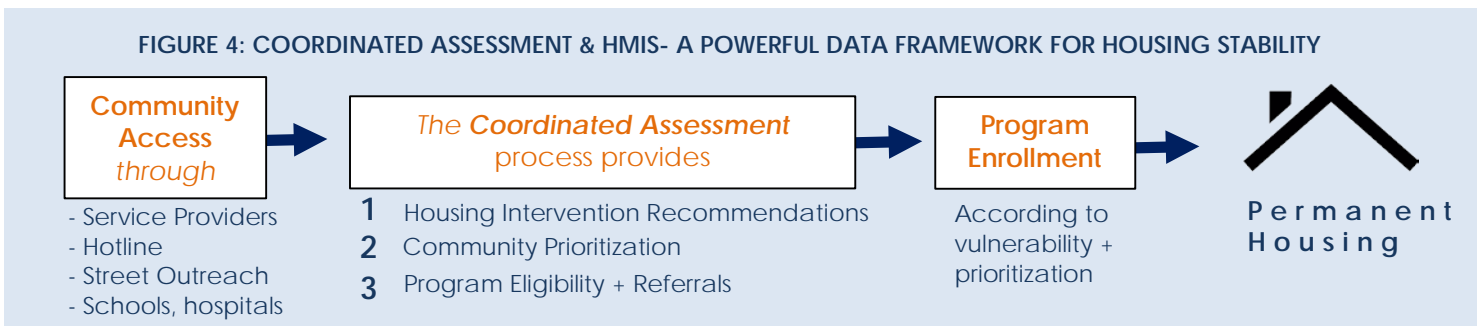 FIGURE 4: COORDINATED ASSESSMENT & HMIS- A POWERFUL DATA FRAMEWORK FOR HOUSING STABILITY
Community
Access
through
- Service Providers
- Hotline
- Street Outreach
- Schools, hospitals
The Coordinated Assessment
process provides
1 Housing Intervention Recommendations
2 Community Prioritization
3 Program Eligibility + Referrals
Program
Enrollment
According to
vulnerability +
prioritization
Permanent
Housing